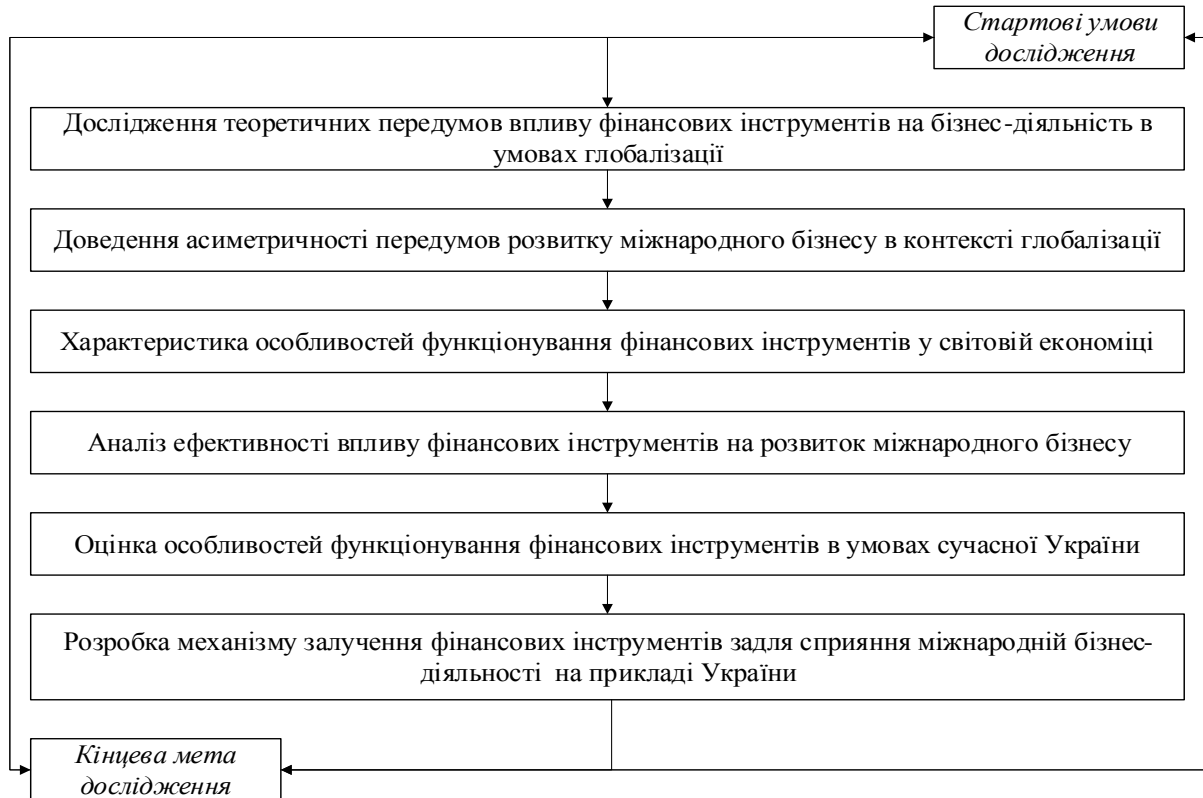 Стартові умови
дослідження
Дослідження теоретичних передумов впливу фінансових інструментів на бізнес-діяльність в
умовах глобалізації
Доведення асиметричності передумов розвитку міжнародного бізнесу в контексті глобалізації
Характеристика особливостей функціонування фінансових інструментів у світовій економіці
Аналіз ефективності впливу фінансових інструментів на розвиток міжнародного бізнесу
Оцінка особливостей функціонування фінансових інструментів в умовах сучасної України
Розробка механізму залучення фінансових інструментів задля сприяння міжнародній бізнес-
діяльності на прикладі України
Кінцева мета
дослідження